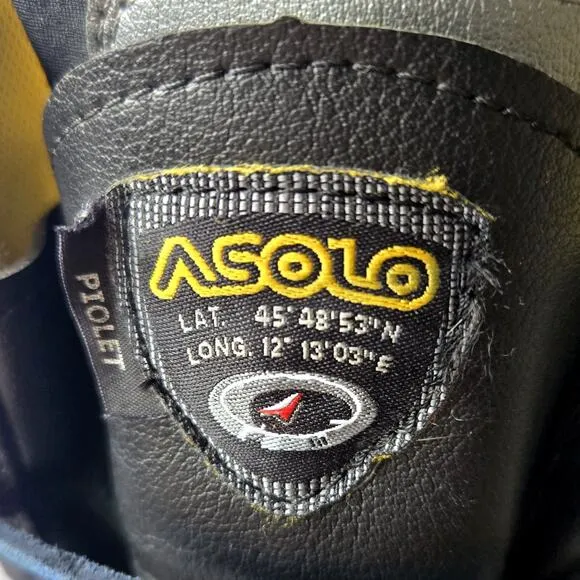 ASOLO
LAT. 45° 48'53"N
LONG. 12° 13'03"E
PIOLET